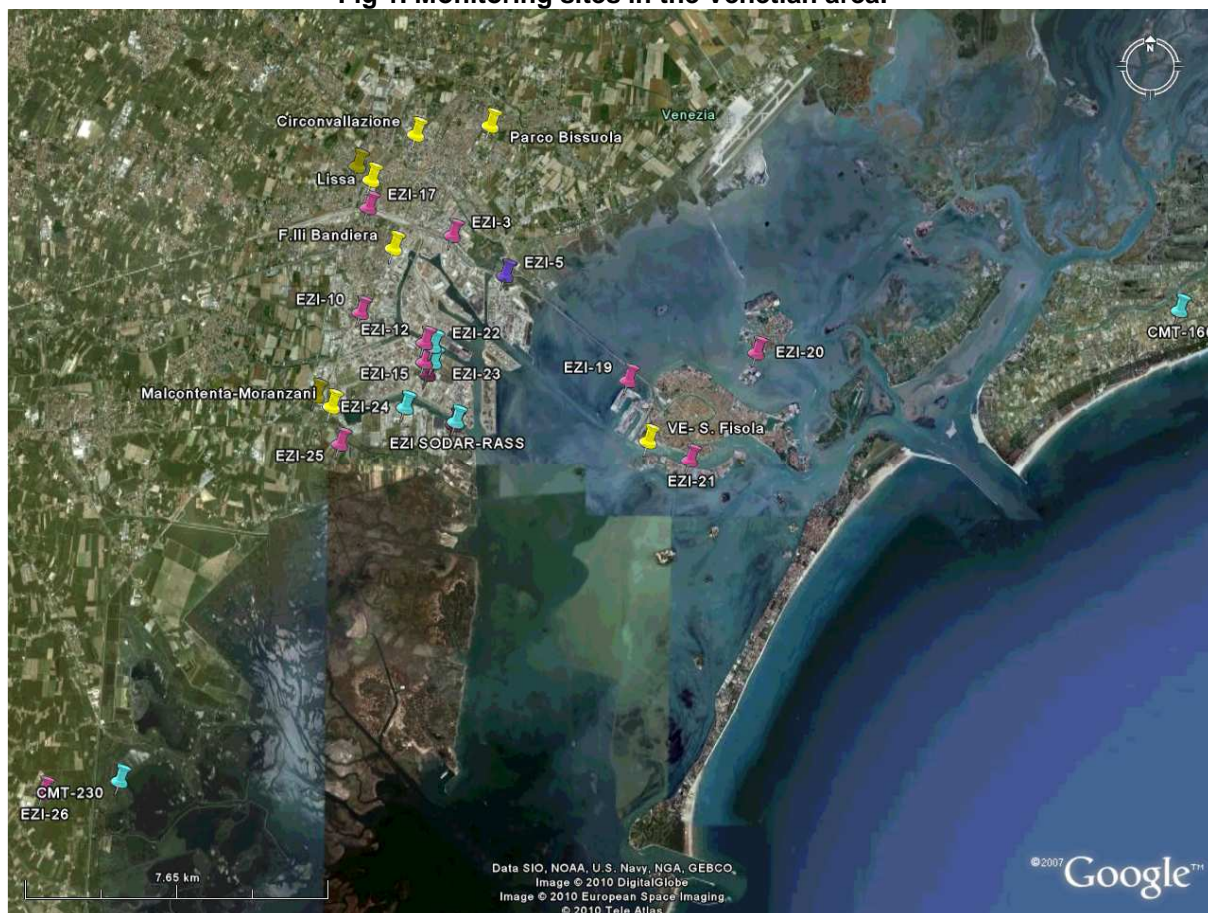 Fig 1. Monitoring sites in the Venetian area.
N
Venezia
Circonvallazione
Parco Bissuola
Lissa
EZI-17
EZI-3
F.lli Bandiera
EZI-5
EZI-10
EZI-12
EZI-22
CMT-160
EZI-20
EZI-15
EZI-23
EZI-19
Malcontenta-Moranzani
EZI-24
VE- S. Fisola
EZI SODAR-RASS
EZI-25
EZI-21
CMT-230
EZI-26
7.65 km
Data SIO, NOAA, U.S. Navy, NGA, GEBCO
Image © 2010 DigitalGlobe
Image © 2010 European Space Imaging
© 2010 Tele Atlas
©2007 Google™